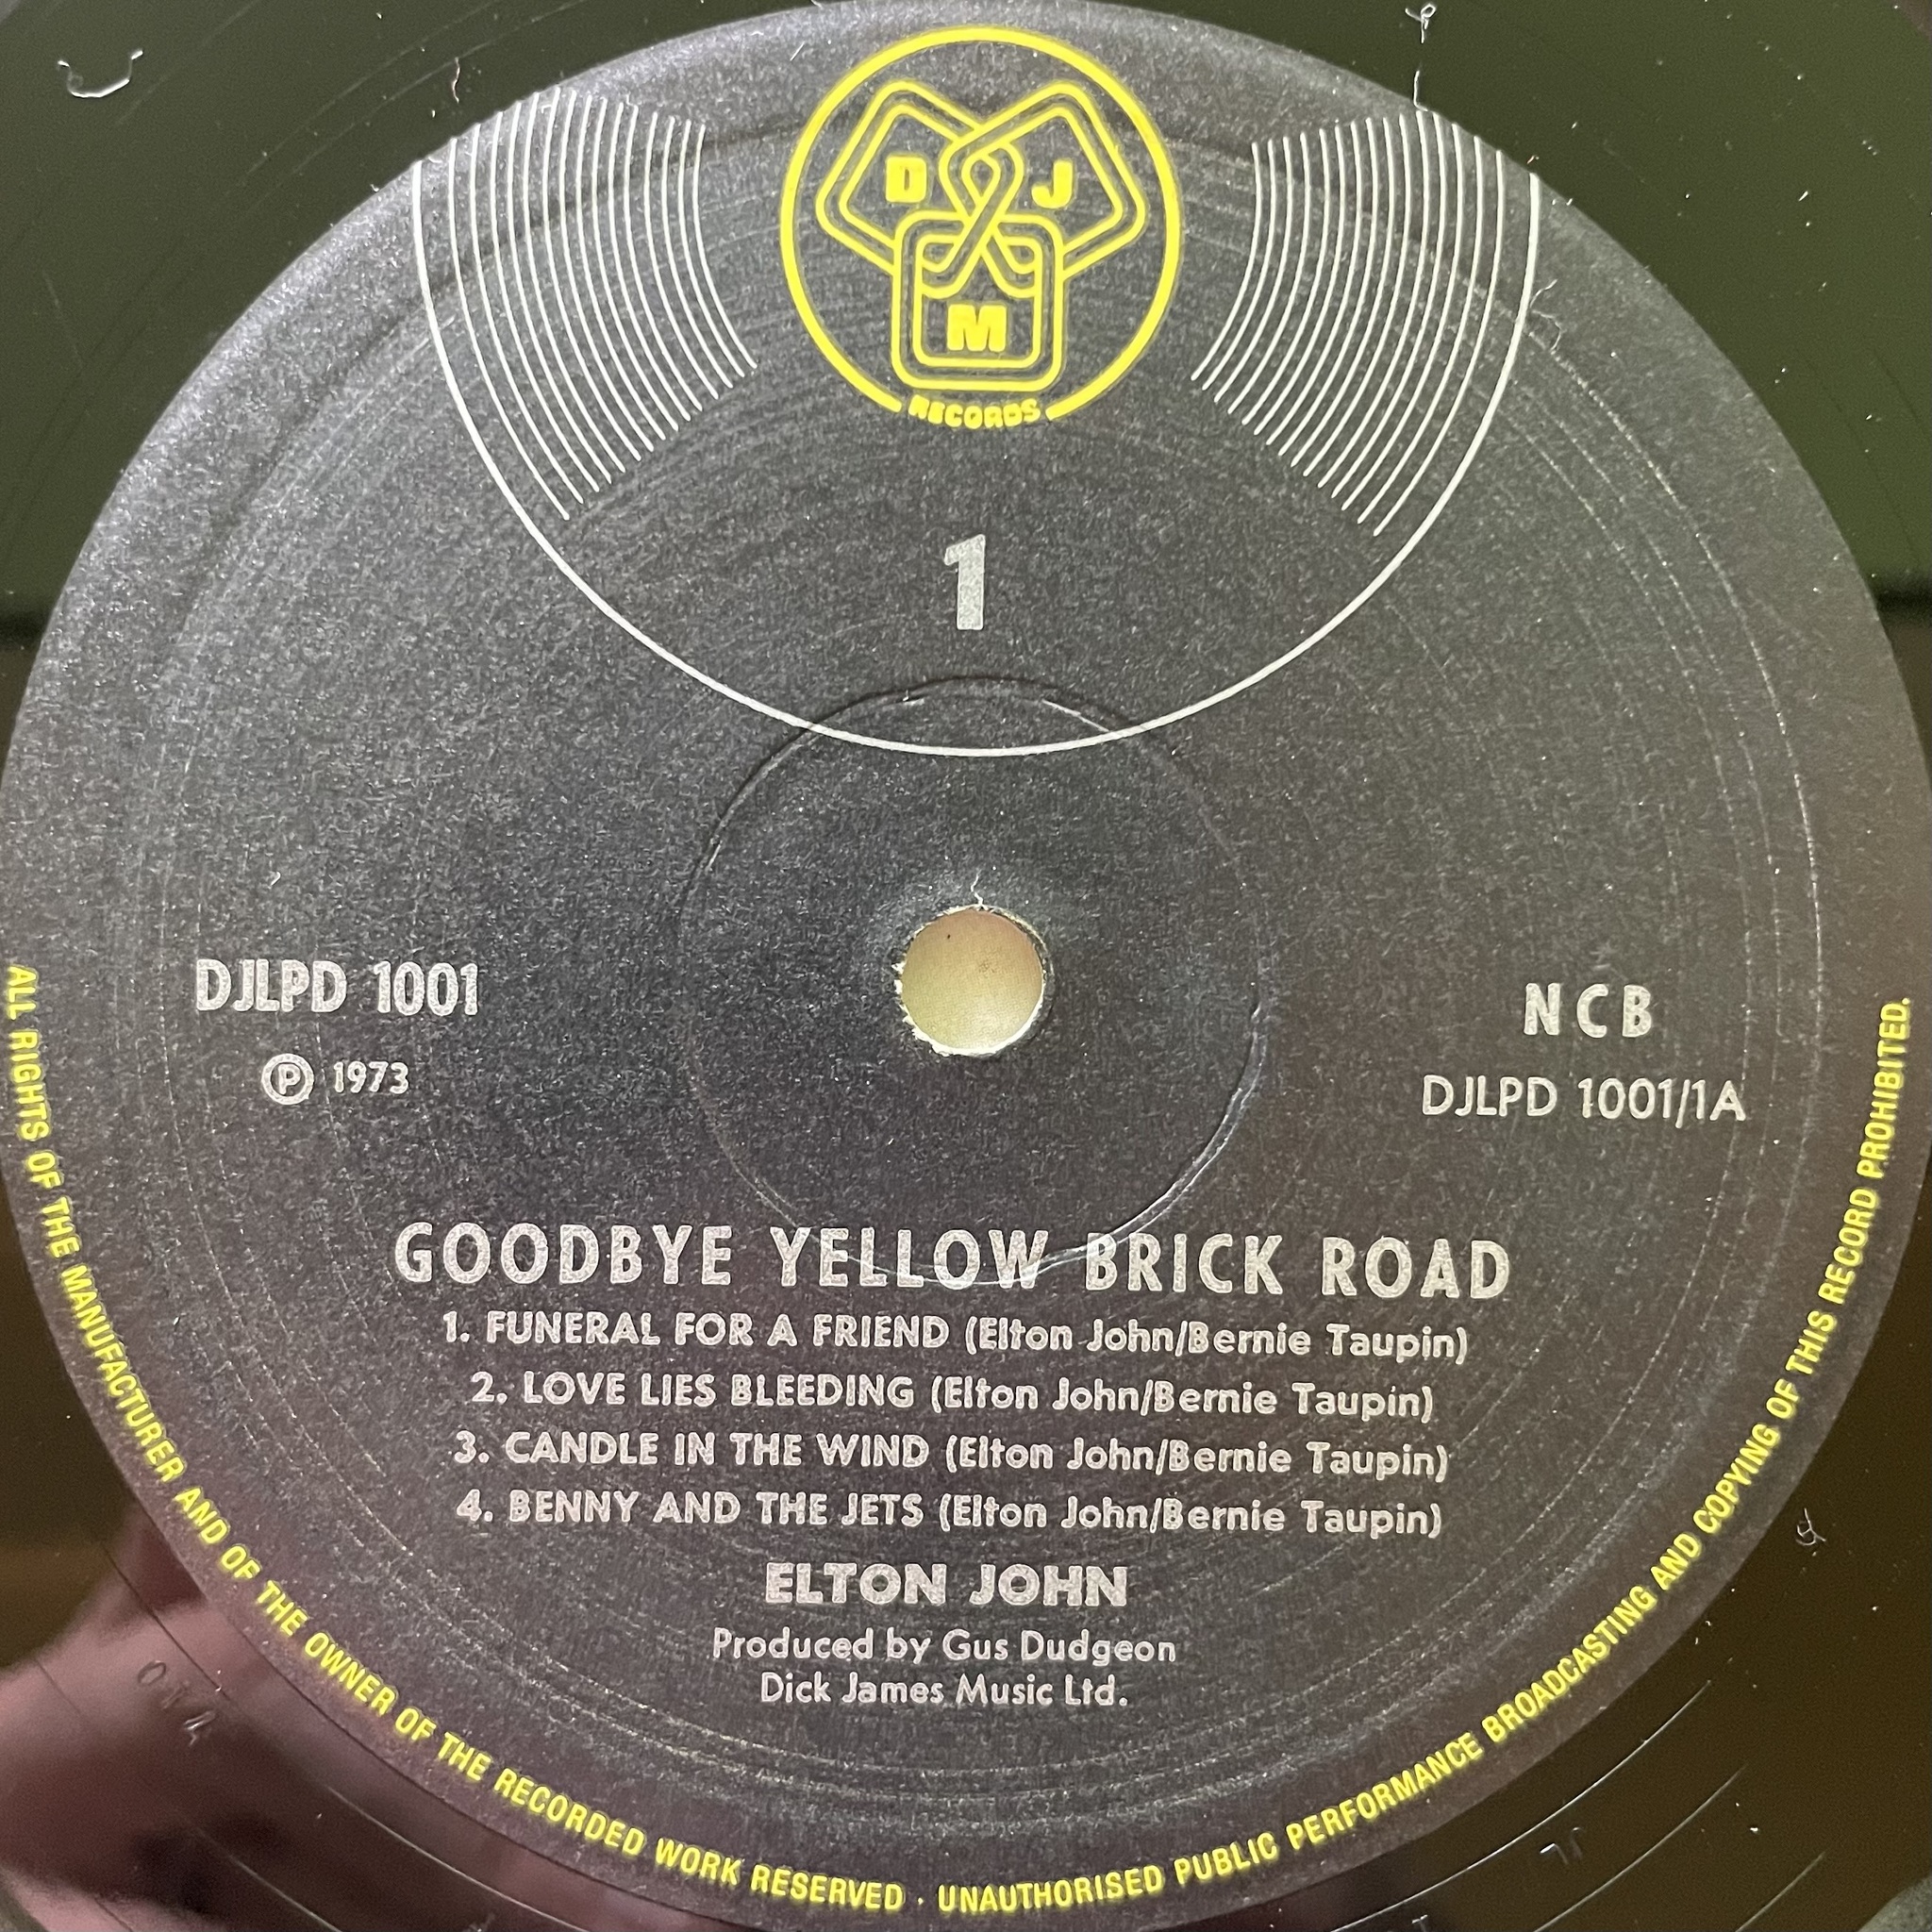 D J
M
RECORDS
1
DJLPD 1001
NCB
Ⓟ 1973
DJLPD 1001/1A
GOODBYE YELLOW BRICK ROAD
1. FUNERAL FOR A FRIEND (Elton John/Bernie Taupin)
2. LOVE LIES BLEEDING (Elton John/Bernie Taupin)
3. CANDLE IN THE WIND (Elton John/Bernie Taupin)
4. BENNY AND THE JETS (Elton John/Bernie Taupin)
ELTON JOHN
Produced by Gus Dudgeon
Dick James Music Ltd.
ALL RIGHTS OF THE MANUFACTURER AND OF THE OWNER OF THE RECORDED WORK RESERVED · UNAUTHORISED PUBLIC PERFORMANCE BROADCASTING AND COPYING OF THIS RECORD PROHIBITED.